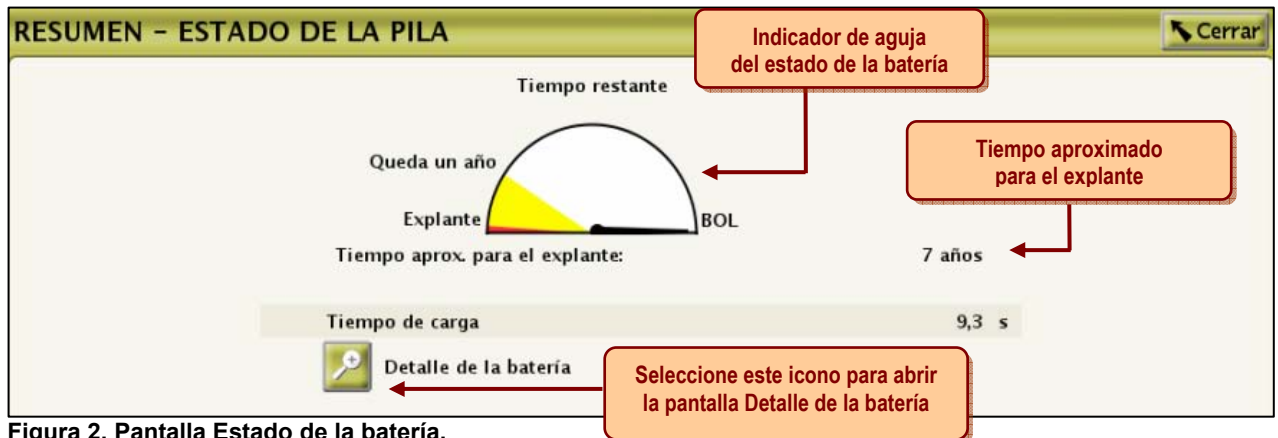 RESUMEN – ESTADO DE LA PILA
Indicador de aguja
del estado de la batería
Cerrar
Tiempo restante
Queda un año
Tiempo aproximado
para el explante
Explante
BOL
Tiempo aprox. para el explante:
7 años
Tiempo de carga
9,3 s
Detalle de la batería
Seleccione este icono para abrir
la pantalla Detalle de la batería
Figura 2. Pantalla Estado de la batería.